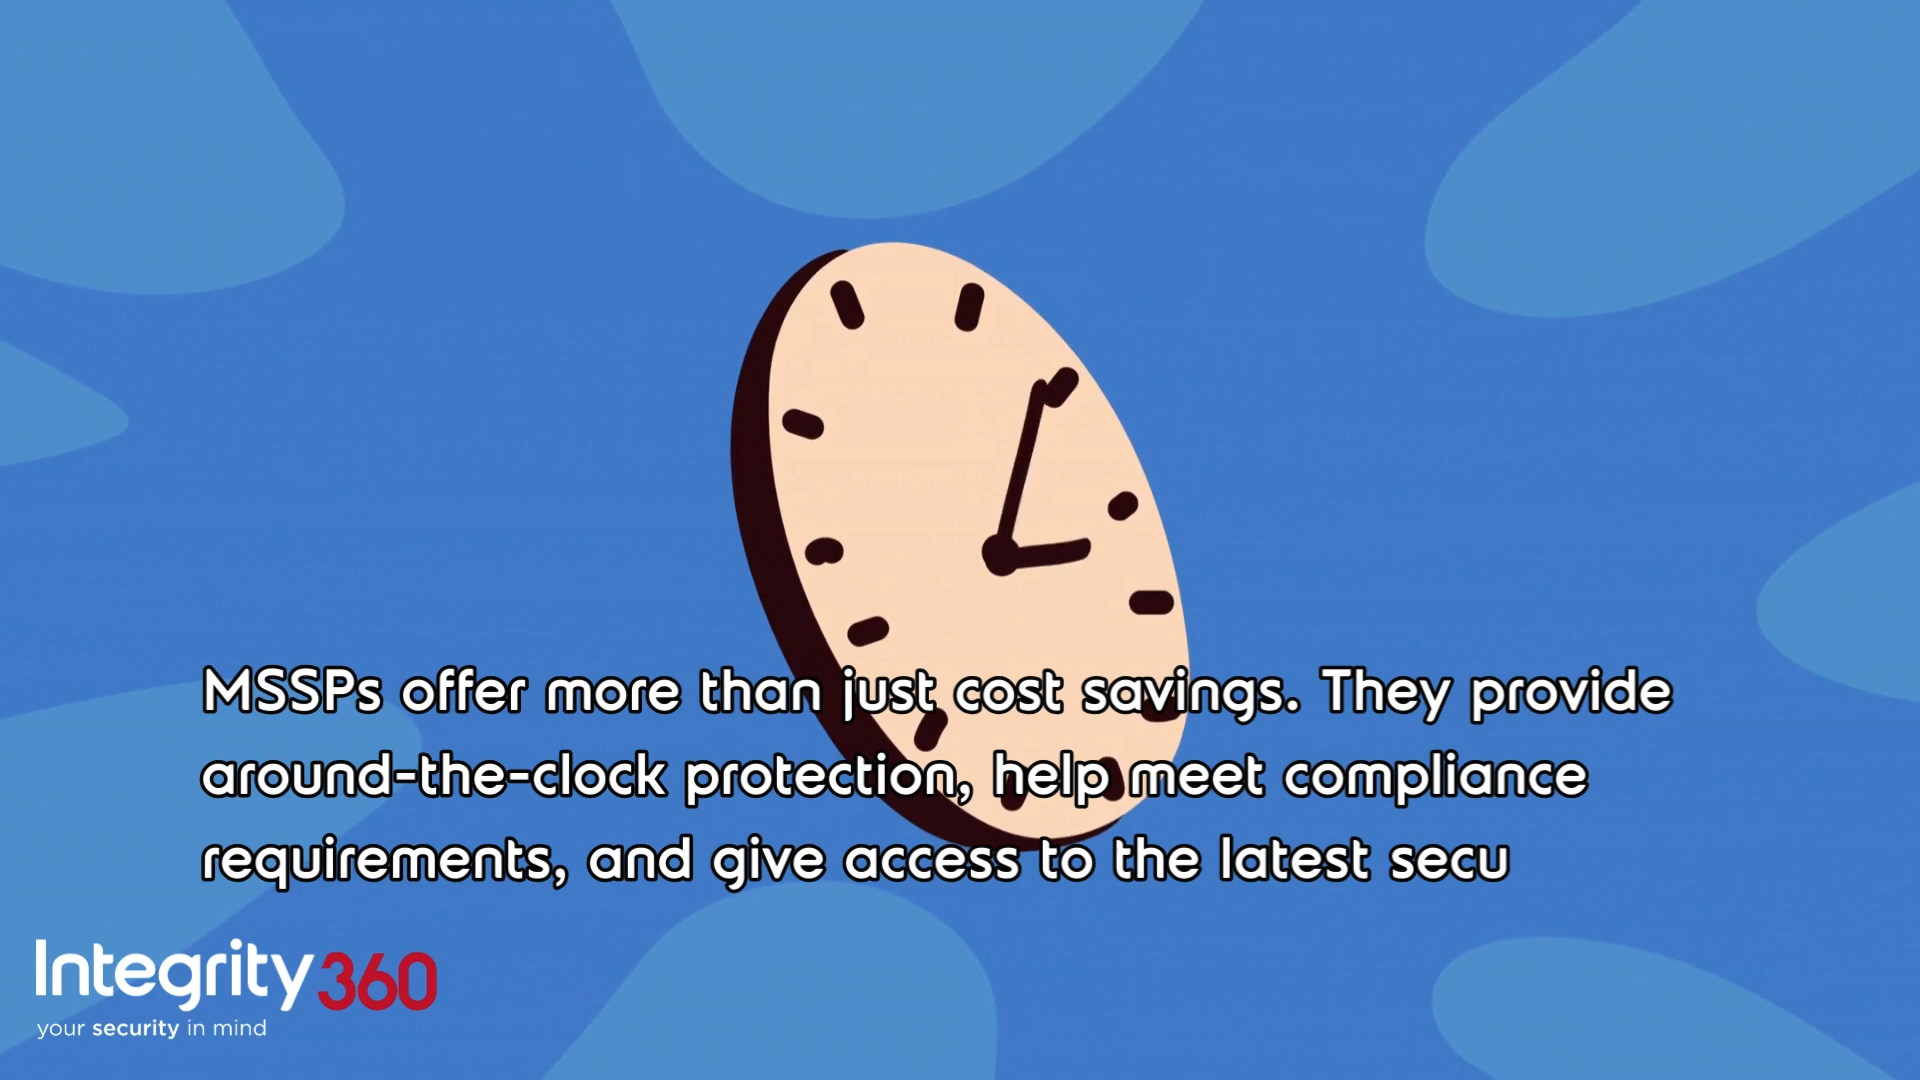 MSSPs offer more than just cost savings. They provide
around-the-clock protection, help meet compliance
requirements, and give access to the latest secu
Integrity360
your security in mind